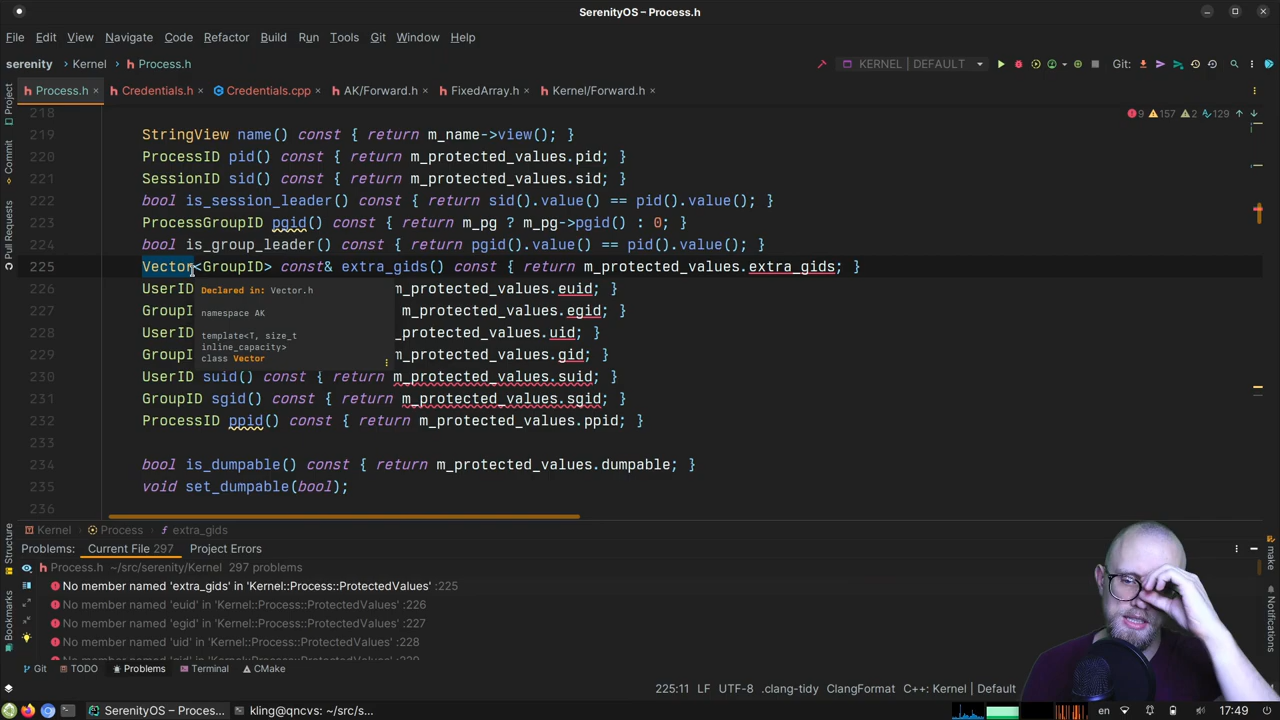 SerenityOS – Process.h
File Edit View Navigate Code Refactor Build Run Tools Git Window Help
serenity Kernel Process.h KERNEL | DEFAULT Git:
Process.h Credentials.h Credentials.cpp AK/Forward.h FixedArray.h Kernel/Forward.h
9 157 2 129
218
219 StringView name() const { return m_name->view(); }
220 ProcessID pid() const { return m_protected_values.pid; }
221 SessionID sid() const { return m_protected_values.sid; }
222 bool is_session_leader() const { return sid().value() == pid().value(); }
223 ProcessGroupID pgid() const { return m_pg ? m_pg->pgid() : 0; }
224 bool is_group_leader() const { return pgid().value() == pid().value(); }
225 Vector<GroupID> const& extra_gids() const { return m_protected_values.extra_gids; }
226 UserID m_protected_values.euid; }
Declared in: Vector.h
227 GroupI m_protected_values.egid; }
namespace AK
228 UserID m_protected_values.uid; }
template<T, size_t
inline_capacity>
229 GroupI m_protected_values.gid; }
class Vector
230 UserID suid() const { return m_protected_values.suid; }
231 GroupID sgid() const { return m_protected_values.sgid; }
232 ProcessID ppid() const { return m_protected_values.ppid; }
233
234 bool is_dumpable() const { return m_protected_values.dumpable; }
235 void set_dumpable(bool);
236
Kernel Process extra_gids
Problems: Current File 297 Project Errors
Process.h ~/src/serenity/Kernel 297 problems
No member named 'extra_gids' in 'Kernel::Process::ProtectedValues' :225
No member named 'euid' in 'Kernel::Process::ProtectedValues' :226
No member named 'egid' in 'Kernel::Process::ProtectedValues' :227
No member named 'uid' in 'Kernel::Process::ProtectedValues' :228
Git TODO Problems Terminal CMake
225:11 LF UTF-8 .clang-tidy ClangFormat C++: Kernel | Default
SerenityOS – Proces... kling@qncvs: ~/src/s... en 17:49
Project
Commit
Pull Requests
Structure
Bookmarks
make
Notifications